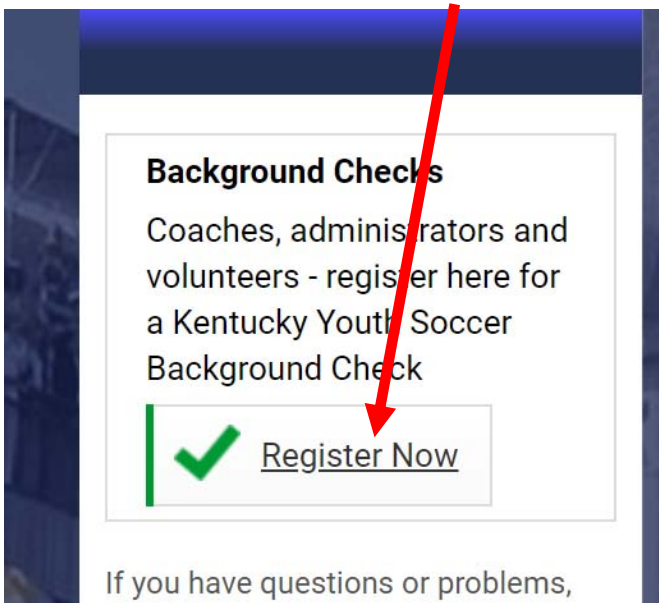 Background Checks
Coaches, administrators and
volunteers - register here for
a Kentucky Youth Soccer
Background Check
Register Now
If you have questions or problems,